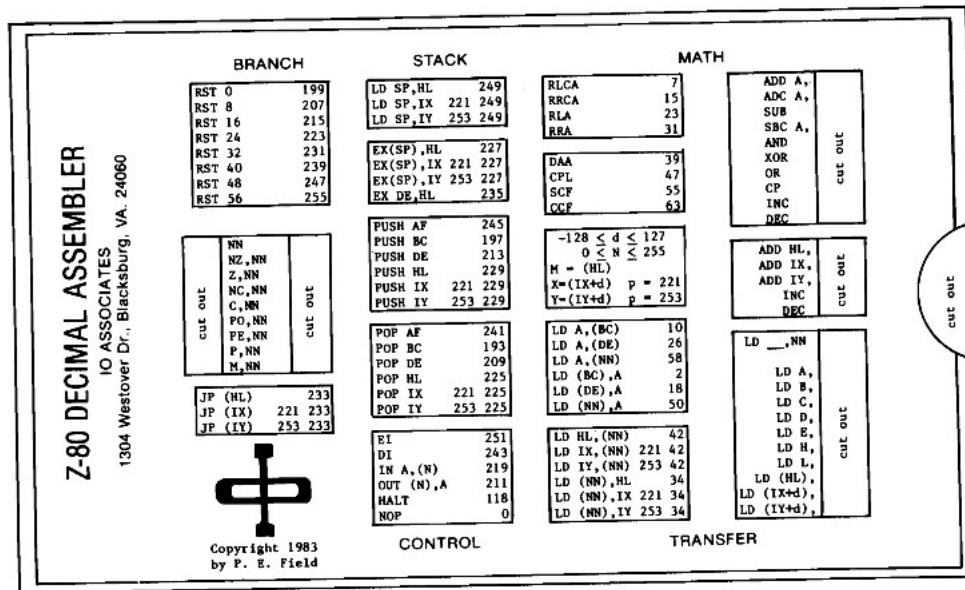 Z-80 DECIMAL ASSEMBLER
IO ASSOCIATES
1304 Westover Dr., Blacksburg, VA. 24060
BRANCH
RST 0 199
RST 8 207
RST 16 215
RST 24 223
RST 32 231
RST 40 239
RST 48 247
RST 56 255
cut out
NN
NZ,NN
Z,NN
NC,NN
C,NN
PO,NN
PE,NN
P,NN
M,NN
cut out
JP (HL) 233
JP (IX) 221 233
JP (IY) 253 233
Copyright 1983
by P. E. Field
STACK
LD SP,HL 249
LD SP,IX 221 249
LD SP,IY 253 249
EX(SP),HL 227
EX(SP),IX 221 227
EX(SP),IY 253 227
EX DE,HL 235
PUSH AF 245
PUSH BC 197
PUSH DE 213
PUSH HL 229
PUSH IX 221 229
PUSH IY 253 229
POP AF 241
POP BC 193
POP DE 209
POP HL 225
POP IX 221 225
POP IY 253 225
EI 251
DI 243
IN A,(N) 219
OUT (N),A 211
HALT 118
NOP 0
CONTROL
MATH
RLCA 7
RRCA 15
RLA 23
RRA 31
DAA 39
CPL 47
SCF 55
CCF 63
-128 ≤ d ≤ 127
0 ≤ N ≤ 255
M = (HL)
X=(IX+d) p = 221
Y=(IY+d) p = 253
LD A,(BC) 10
LD A,(DE) 26
LD A,(NN) 58
LD (BC),A 2
LD (DE),A 18
LD (NN),A 50
LD HL,(NN) 42
LD IX,(NN) 221 42
LD IY,(NN) 253 42
LD (NN),HL 34
LD (NN),IX 221 34
LD (NN),IY 253 34
TRANSFER
ADD A,
ADC A,
SUB
SBC A,
AND
XOR
OR
CP
INC
DEC
cut out
ADD HL,
ADD IX,
ADD IY,
INC
DEC
cut out
LD __,NN
LD A,
LD B,
LD C,
LD D,
LD E,
LD H,
LD L,
LD (HL),
LD (IX+d),
LD (IY+d),
cut out
cut out